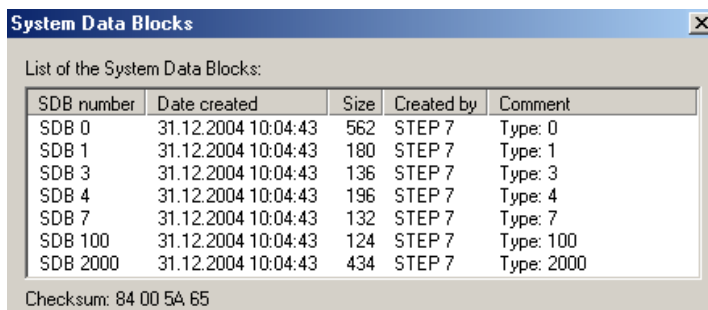 System Data Blocks
List of the System Data Blocks:
SDB number Date created Size Created by Comment
SDB 0 31.12.2004 10:04:43 562 STEP 7 Type: 0
SDB 1 31.12.2004 10:04:43 180 STEP 7 Type: 1
SDB 3 31.12.2004 10:04:43 136 STEP 7 Type: 3
SDB 4 31.12.2004 10:04:43 196 STEP 7 Type: 4
SDB 7 31.12.2004 10:04:43 132 STEP 7 Type: 7
SDB 100 31.12.2004 10:04:43 124 STEP 7 Type: 100
SDB 2000 31.12.2004 10:04:43 434 STEP 7 Type: 2000
Checksum: 84 00 5A 65